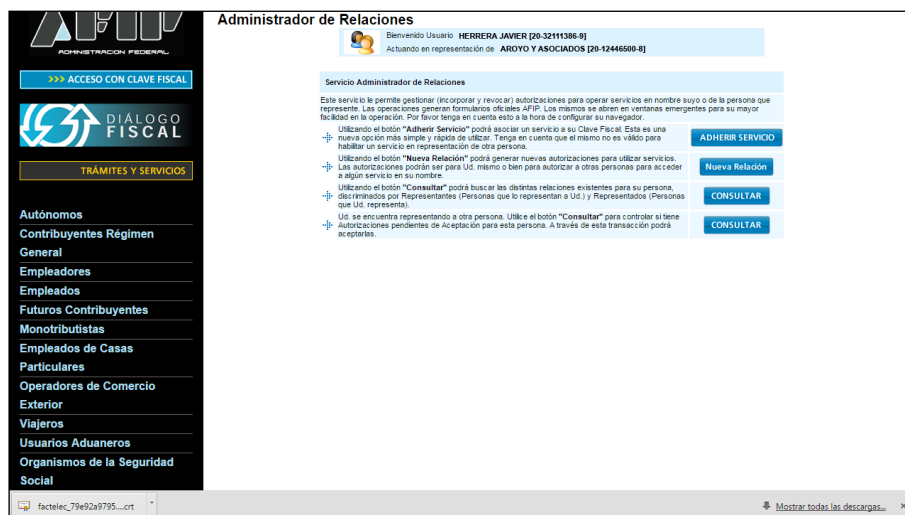 AFIP
ADMINISTRACION FEDERAL
>>> ACCESO CON CLAVE FISCAL
DIÁLOGO
FISCAL
TRÁMITES Y SERVICIOS
Autónomos
Contribuyentes Régimen
General
Empleadores
Empleados
Futuros Contribuyentes
Monotributistas
Empleados de Casas
Particulares
Operadores de Comercio
Exterior
Viajeros
Usuarios Aduaneros
Organismos de la Seguridad
Social
Administrador de Relaciones
Bienvenido Usuario HERRERA JAVIER [20-32111386-9]
Actuando en representación de AROYO Y ASOCIADOS [20-12446500-8]
Servicio Administrador de Relaciones
Este servicio le permite gestionar (incorporar y revocar) autorizaciones para operar servicios en nombre suyo o de la persona que
represente. Las operaciones generan formularios oficiales AFIP. Los mismos se abren en ventanas emergentes para su mayor
facilidad en la operación. Por favor tenga en cuenta esto a la hora de configurar su navegador.
Utilizando el botón "Adherir Servicio" podrá asociar un servicio a su Clave Fiscal. Esta es una
nueva opción más simple y rápida de utilizar. Tenga en cuenta que el mismo no es válido para
habilitar un servicio en representación de otra persona.
ADHERIR SERVICIO
Utilizando el botón "Nueva Relación" podrá generar nuevas autorizaciones para utilizar servicios.
Las autorizaciones podrán ser para Ud. mismo o bien para autorizar a otras personas para acceder
a algún servicio en su nombre.
Nueva Relación
Utilizando el botón "Consultar" podrá buscar las distintas relaciones existentes para su persona,
discriminados por Representantes (Personas que lo representan a Ud.) y Representados (Personas
que Ud. representa).
CONSULTAR
Ud. se encuentra representando a otra persona. Utilice el botón "Consultar" para controlar si tiene
Autorizaciones pendientes de Aceptación para esta persona. A través de esta transacción podrá
aceptarlas.
CONSULTAR
factelec_79e92a9795....crt
Mostrar todas las descargas...